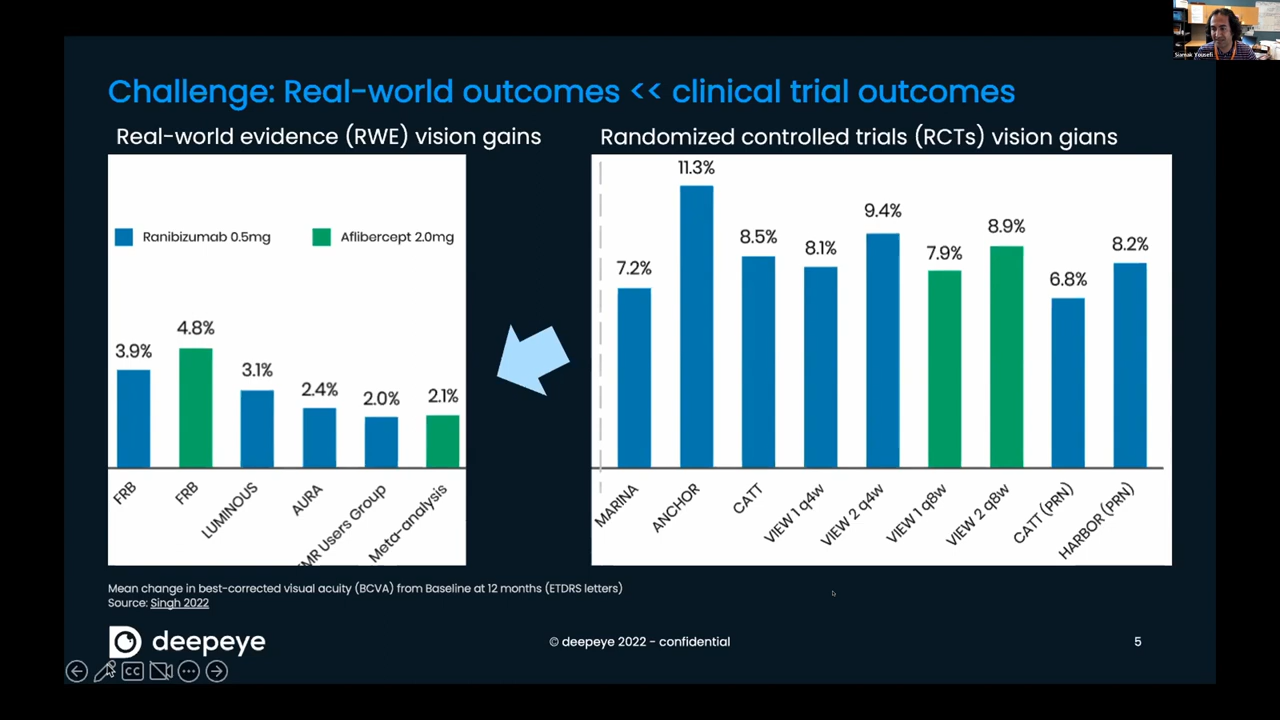 Siamak Yousefi
Challenge: Real-world outcomes << clinical trial outcomes
Real-world evidence (RWE) vision gains
Ranibizumab 0.5mg
Aflibercept 2.0mg
3.9%
4.8%
3.1%
2.4%
2.0%
2.1%
FRB
FRB
LUMINOUS
AURA
EMR Users Group
Meta-analysis
Randomized controlled trials (RCTs) vision gians
7.2%
11.3%
8.5%
8.1%
9.4%
7.9%
8.9%
6.8%
8.2%
MARINA
ANCHOR
CATT
VIEW 1 q4w
VIEW 2 q4w
VIEW 1 q8w
VIEW 2 q8w
CATT (PRN)
HARBOR (PRN)
Mean change in best-corrected visual acuity (BCVA) from Baseline at 12 months (ETDRS letters)
Source: Singh 2022
deepeye
© deepeye 2022 - confidential
5
CC